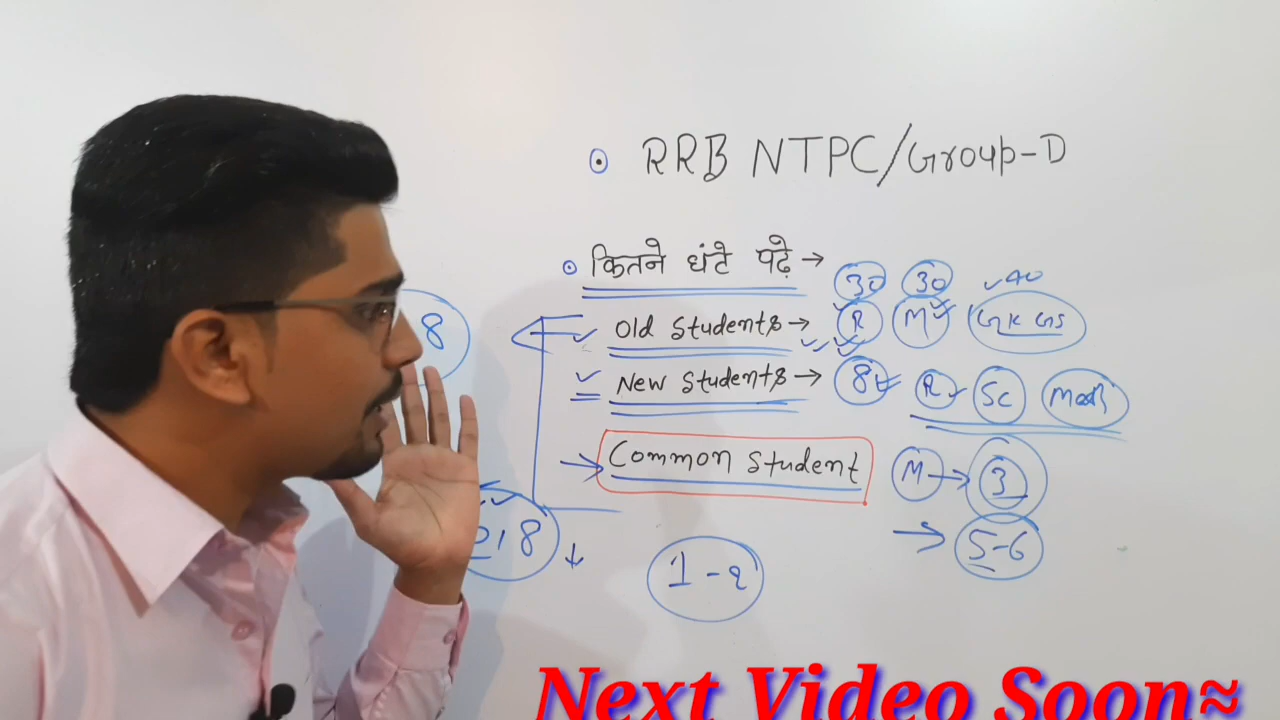 RRB NTPC/Group-D
कितने घंटे पढ़े →
30 30 40
Old Students → R M GK GS
8
New Students → 8 R Sc Math
Common Student M → 3
→ 5-6
018 ↓
1-2
Next Video Soon≈